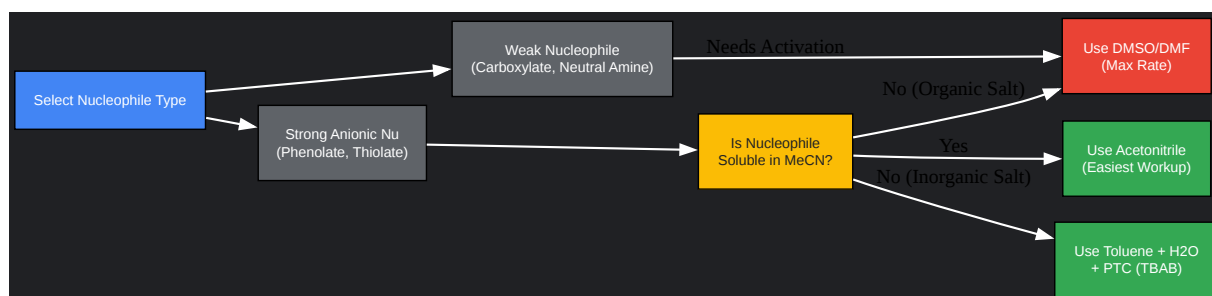 Select Nucleophile Type
Weak Nucleophile
(Carboxylate, Neutral Amine)
Needs Activation
Use DMSO/DMF
(Max Rate)
Strong Anionic Nu
(Phenolate, Thiolate)
Is Nucleophile
Soluble in MeCN?
No (Organic Salt)
Yes
Use Acetonitrile
(Easiest Workup)
No (Inorganic Salt)
Use Toluene + H2O
+ PTC (TBAB)